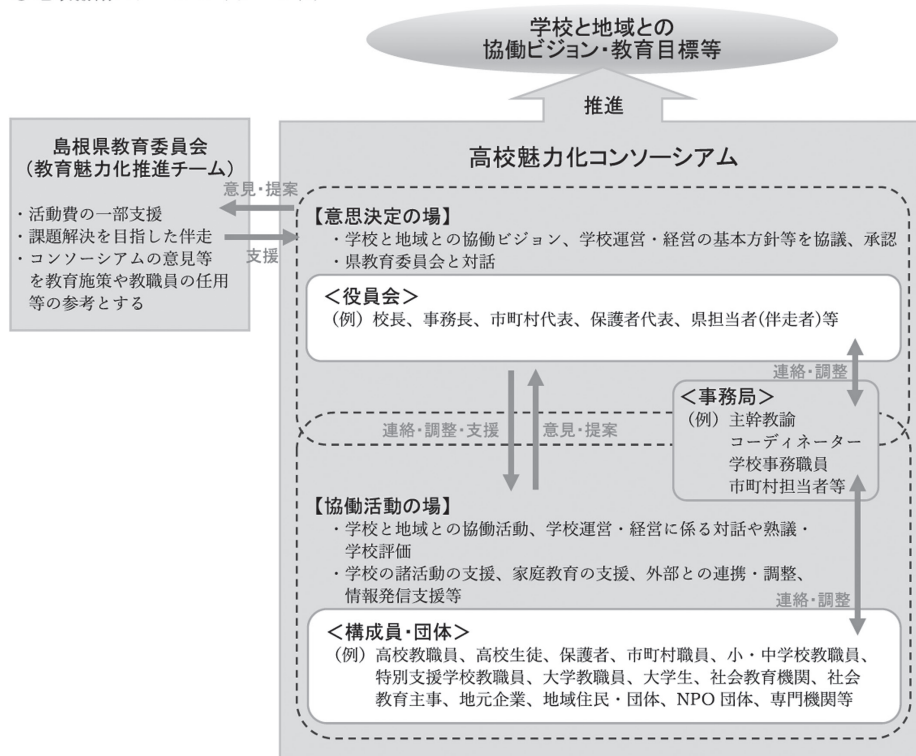 学校と地域との
協働ビジョン・教育目標等
推進
島根県教育委員会
(教育魅力化推進チーム)
・活動費の一部支援
・課題解決を目指した伴走
・コンソーシアムの意見等
を教育施策や教職員の任用
等の参考とする
意見・提案
支援
高校魅力化コンソーシアム
【意思決定の場】
・学校と地域との協働ビジョン、学校運営・経営の基本方針等を協議、承認
・県教育委員会と対話
＜役員会＞
(例) 校長、事務長、市町村代表、保護者代表、県担当者(伴走者)等
連絡・調整
＜事務局＞
(例) 主幹教諭
コーディネーター
学校事務職員
市町村担当者等
連絡・調整・支援
意見・提案
【協働活動の場】
・学校と地域との協働活動、学校運営・経営に係る対話や熟議・
学校評価
・学校の諸活動の支援、家庭教育の支援、外部との連携・調整、
情報発信支援等
連絡・調整
＜構成員・団体＞
(例) 高校教職員、高校生徒、保護者、市町村職員、小・中学校教職員、
特別支援学校教職員、大学教職員、大学生、社会教育機関、社会
教育主事、地元企業、地域住民・団体、NPO 団体、専門機関等